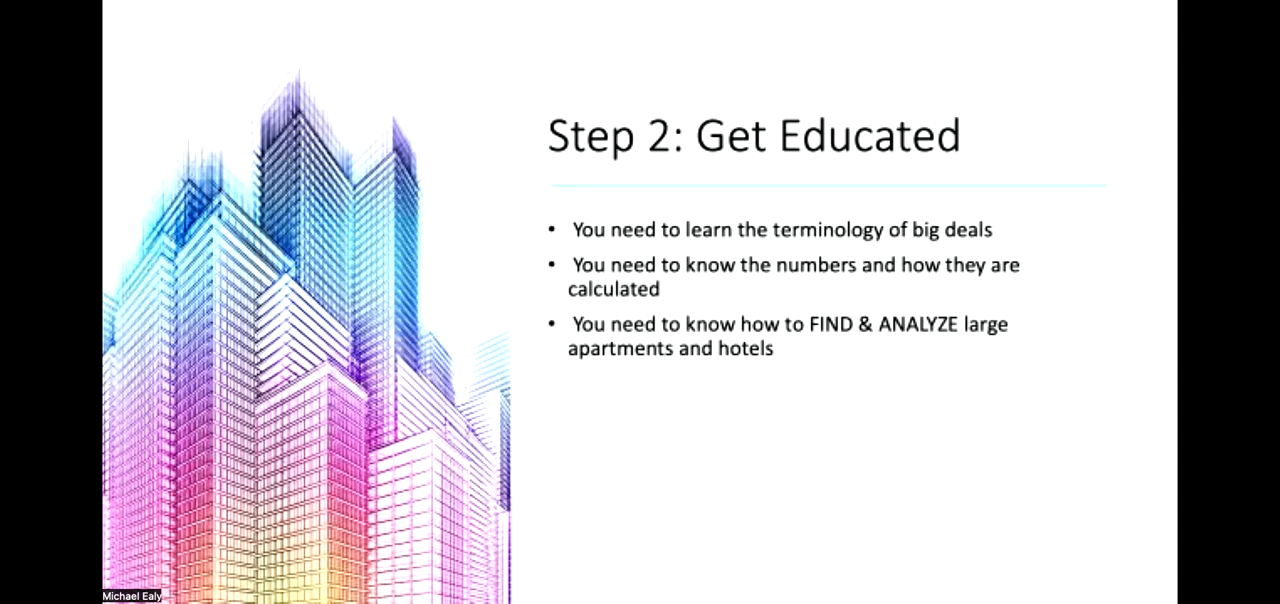 Step 2: Get Educated
• You need to learn the terminology of big deals
• You need to know the numbers and how they are
calculated
• You need to know how to FIND & ANALYZE large
apartments and hotels
Michael Ealy